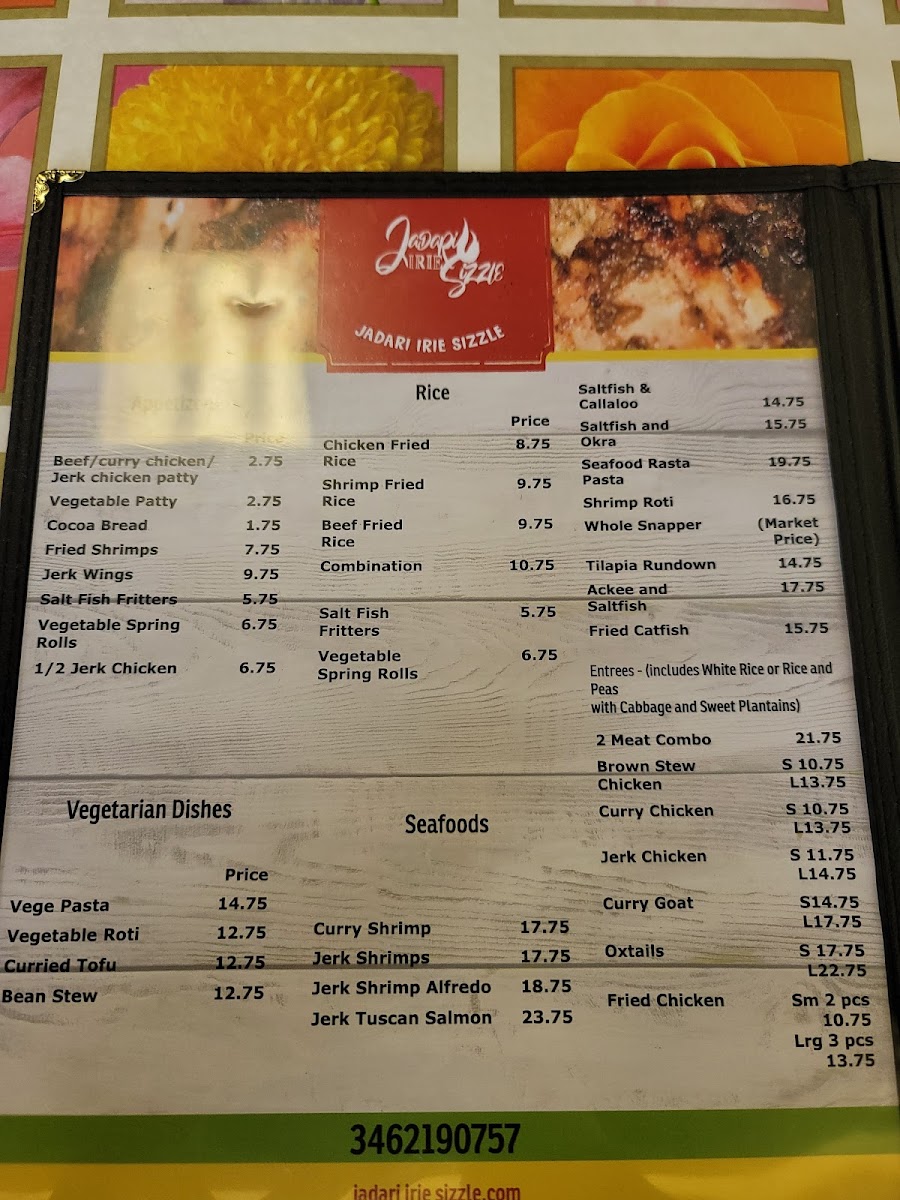 Jadapi
IRIE
Sizzle
JADARI IRIE SIZZLE
Appetizers
Price
Beef/curry chicken/ 2.75
Jerk chicken patty
Vegetable Patty 2.75
Cocoa Bread 1.75
Fried Shrimps 7.75
Jerk Wings 9.75
Salt Fish Fritters 5.75
Vegetable Spring 6.75
Rolls
1/2 Jerk Chicken 6.75
Rice
Price
Chicken Fried 8.75
Rice
Shrimp Fried 9.75
Rice
Beef Fried 9.75
Rice
Combination 10.75
Salt Fish 5.75
Fritters
Vegetable 6.75
Spring Rolls
Vegetarian Dishes
Price
Vege Pasta 14.75
Vegetable Roti 12.75
Curried Tofu 12.75
Bean Stew 12.75
Seafoods
Curry Shrimp 17.75
Jerk Shrimps 17.75
Jerk Shrimp Alfredo 18.75
Jerk Tuscan Salmon 23.75
Saltfish &
Callaloo 14.75
Saltfish and 15.75
Okra
Seafood Rasta 19.75
Pasta
Shrimp Roti 16.75
Whole Snapper (Market
Price)
Tilapia Rundown 14.75
Ackee and 17.75
Saltfish
Fried Catfish 15.75
Entrees - (includes White Rice or Rice and
Peas
with Cabbage and Sweet Plantains)
2 Meat Combo 21.75
Brown Stew S 10.75
Chicken L13.75
Curry Chicken S 10.75
L13.75
Jerk Chicken S 11.75
L14.75
Curry Goat S14.75
L17.75
Oxtails S 17.75
L22.75
Fried Chicken Sm 2 pcs
10.75
Lrg 3 pcs
13.75
3462190757
jadari irie sizzle.com